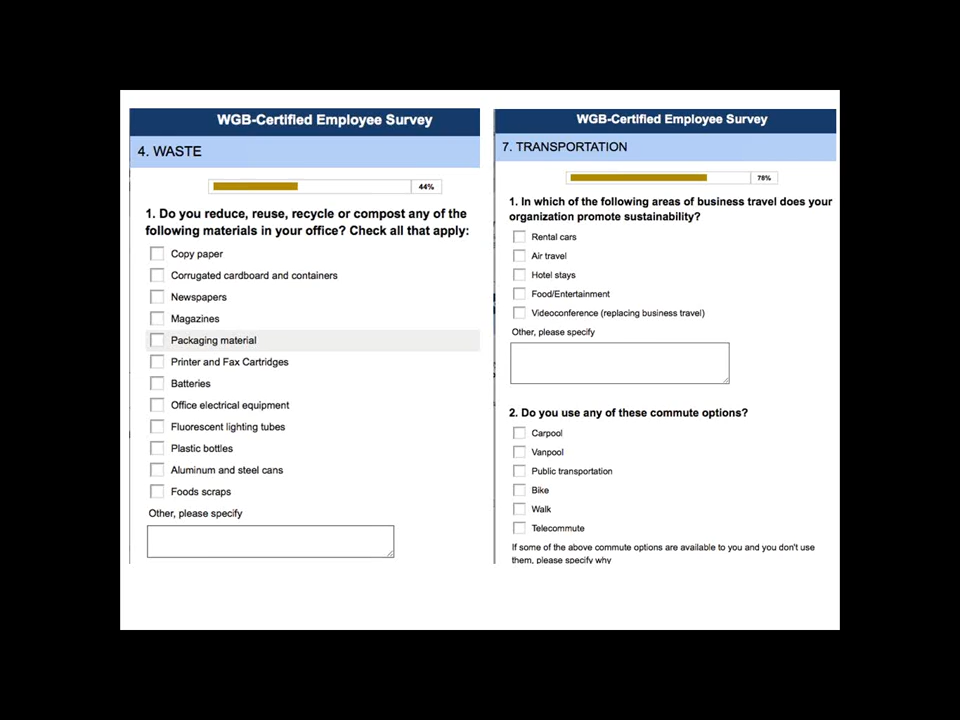 WGB-Certified Employee Survey
4. WASTE
44%
1. Do you reduce, reuse, recycle or compost any of the
following materials in your office? Check all that apply:
Copy paper
Corrugated cardboard and containers
Newspapers
Magazines
Packaging material
Printer and Fax Cartridges
Batteries
Office electrical equipment
Fluorescent lighting tubes
Plastic bottles
Aluminum and steel cans
Foods scraps
Other, please specify
WGB-Certified Employee Survey
7. TRANSPORTATION
78%
1. In which of the following areas of business travel does your
organization promote sustainability?
Rental cars
Air travel
Hotel stays
Food/Entertainment
Videoconference (replacing business travel)
Other, please specify
2. Do you use any of these commute options?
Carpool
Vanpool
Public transportation
Bike
Walk
Telecommute
If some of the above commute options are available to you and you don't use
them, please specify why